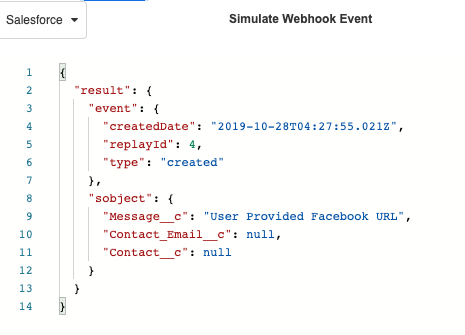 Salesforce
Simulate Webhook Event
1 {
2 "result": {
3 "event": {
4 "createdDate": "2019-10-28T04:27:55.021Z",
5 "replayId": 4,
6 "type": "created"
7 },
8 "sobject": {
9 "Message__c": "User Provided Facebook URL",
10 "Contact_Email__c": null,
11 "Contact__c": null
12 }
13 }
14 }